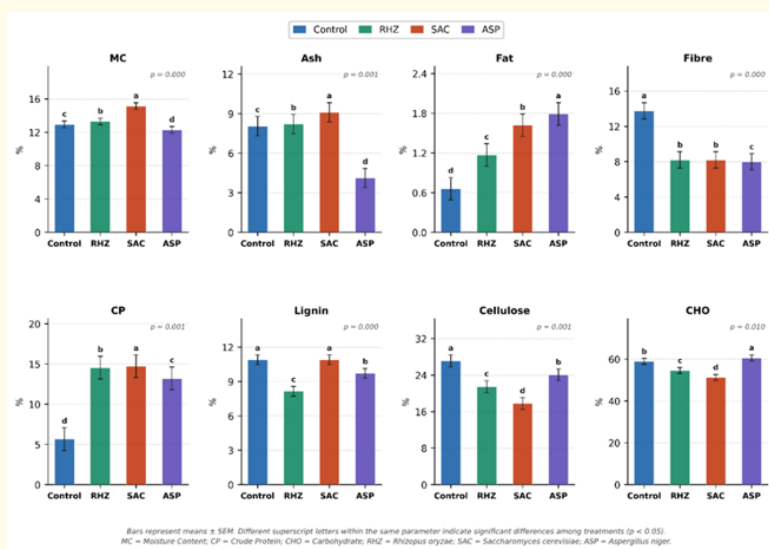 Control RHZ SAC ASP
MC Ash Fat Fibre
p = 0.000 p = 0.001 p = 0.000 p = 0.000
% 16 12 8 4 0
c b a d
Control RHZ SAC ASP
% 12 9 6 3 0
c b a d
Control RHZ SAC ASP
% 2.4 1.8 1.2 0.6 0.0
d c b a
Control RHZ SAC ASP
% 16 12 8 4 0
a b b c
Control RHZ SAC ASP
CP Lignin Cellulose CHO
p = 0.001 p = 0.000 p = 0.001 p = 0.010
% 20 15 10 5 0
d b a c
Control RHZ SAC ASP
% 12 9 6 3 0
a c a b
Control RHZ SAC ASP
% 32 24 16 8 0
a c d b
Control RHZ SAC ASP
% 80 60 40 20 0
b c d a
Control RHZ SAC ASP
Bars represent means ± SEM. Different superscript letters within the same parameter indicate significant differences among treatments (p < 0.05).
MC = Moisture Content; CP = Crude Protein; CHO = Carbohydrate; RHZ = Rhizopus oryzae; SAC = Saccharomyces cerevisiae; ASP = Aspergillus niger.